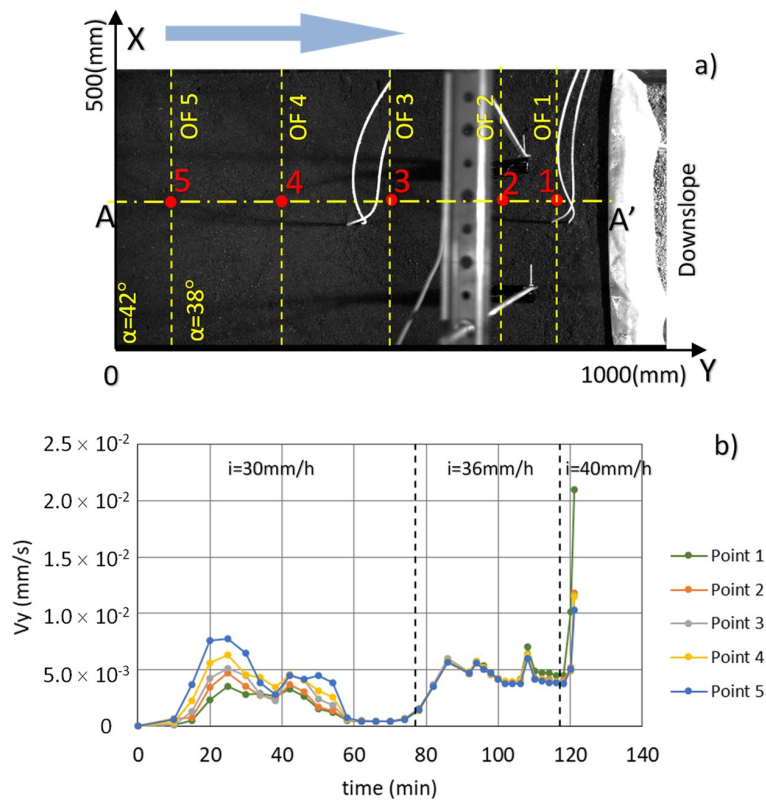 X
500(mm)
a)
OF 5
OF 4
OF 3
OF 2
OF 1
5
4
3
2
1
A
A’
Downslope
α=42°
α=38°
0
1000(mm)
Y
b)
2.5 × 10⁻²
2.0 × 10⁻²
1.5 × 10⁻²
1.0 × 10⁻²
5.0 10⁻³
0
Vy (mm/s)
i=30mm/h
i=36mm/h
i=40mm/h
0
20
40
60
80
100
120
140
time (min)
Point 1
Point 2
Point 3
Point 4
Point 5